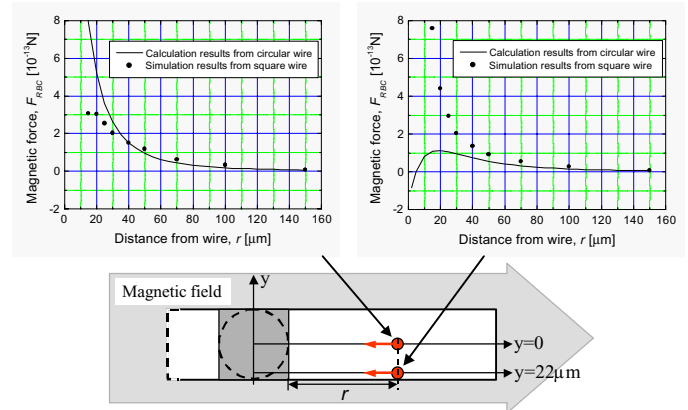 Magnetic force, F_RBC [10^-13 N]
8
6
4
2
0
-2
Calculation results from circular wire
Simulation results from square wire
0 20 40 60 80 100 120 140 160
Distance from wire, r [μm]
Magnetic force, F_RBC [10^-13 N]
8
6
4
2
0
-2
Calculation results from circular wire
Simulation results from square wire
0 20 40 60 80 100 120 140 160
Distance from wire, r [μm]
Magnetic field
y
y=0
y=22μm
r